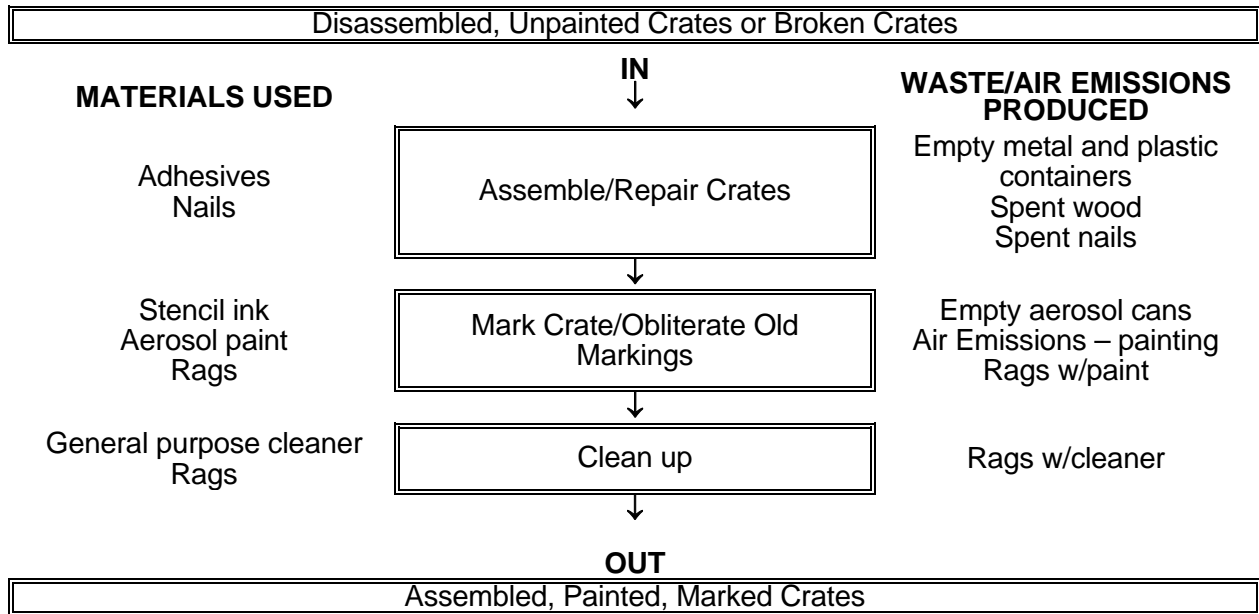 Disassembled, Unpainted Crates or Broken Crates
IN
MATERIALS USED
WASTE/AIR EMISSIONS
PRODUCED
Adhesives
Nails
Assemble/Repair Crates
Empty metal and plastic
containers
Spent wood
Spent nails
Stencil ink
Aerosol paint
Rags
Mark Crate/Obliterate Old
Markings
Empty aerosol cans
Air Emissions – painting
Rags w/paint
General purpose cleaner
Rags
Clean up
Rags w/cleaner
OUT
Assembled, Painted, Marked Crates